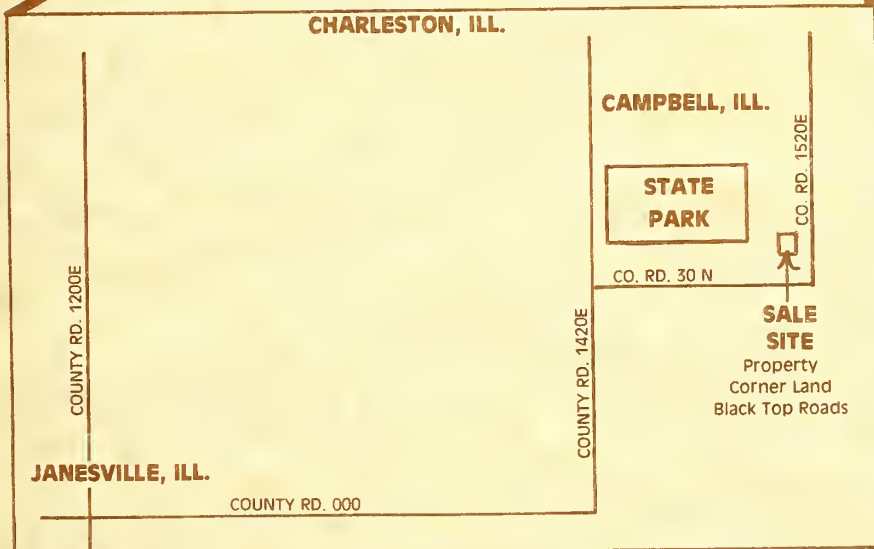 CHARLESTON, ILL.
CAMPBELL, ILL.
CO. RD. 1520E
STATE
PARK
CO. RD. 30 N
COUNTY RD. 1200E
COUNTY RD. 1420E
SALE
SITE
Property
Corner Land
Black Top Roads
JANESVILLE, ILL.
COUNTY RD. 000